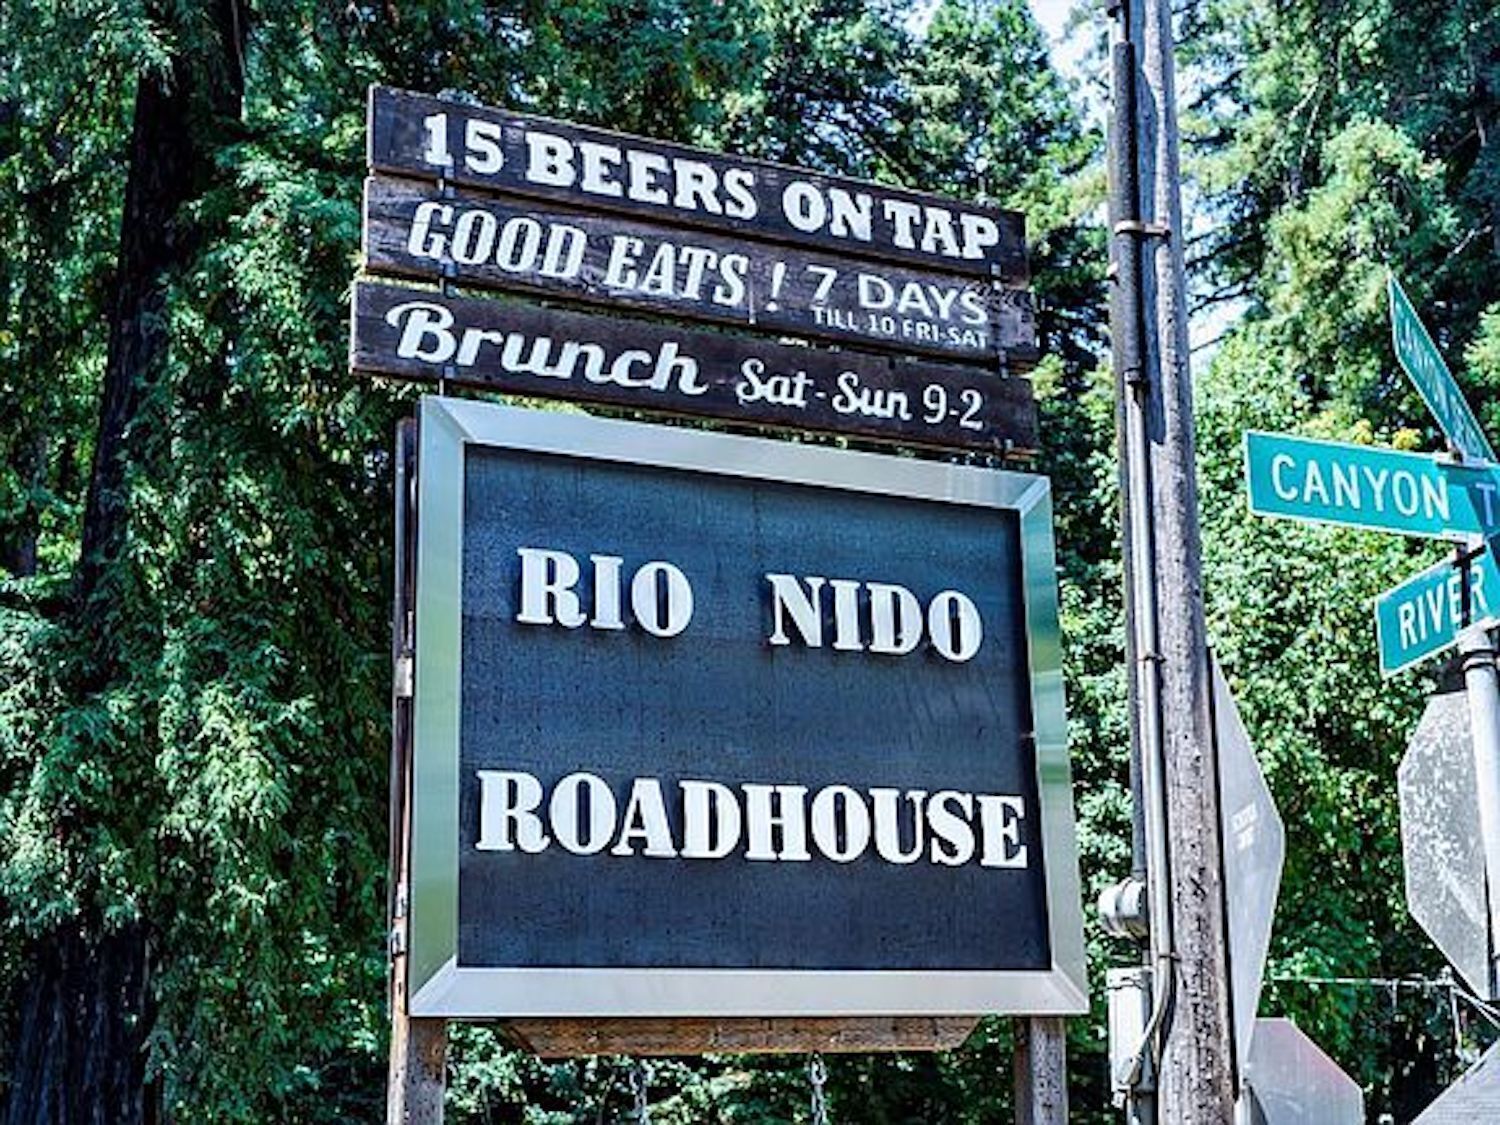 15 BEERS ON TAP
GOOD EATS! 7 DAYS
TILL 10 FRI-SAT
Brunch Sat-Sun 9-2
RIO NIDO
ROADHOUSE
CANYON T
RIVER